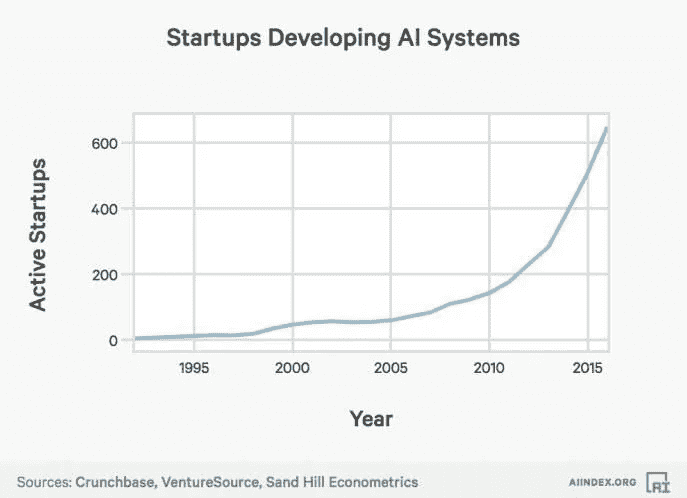 Startups Developing AI Systems
Active Startups
600
400
200
0
1995
2000
2005
2010
2015
Year
Sources: Crunchbase, VentureSource, Sand Hill Econometrics
AIINDEX.ORG
AI